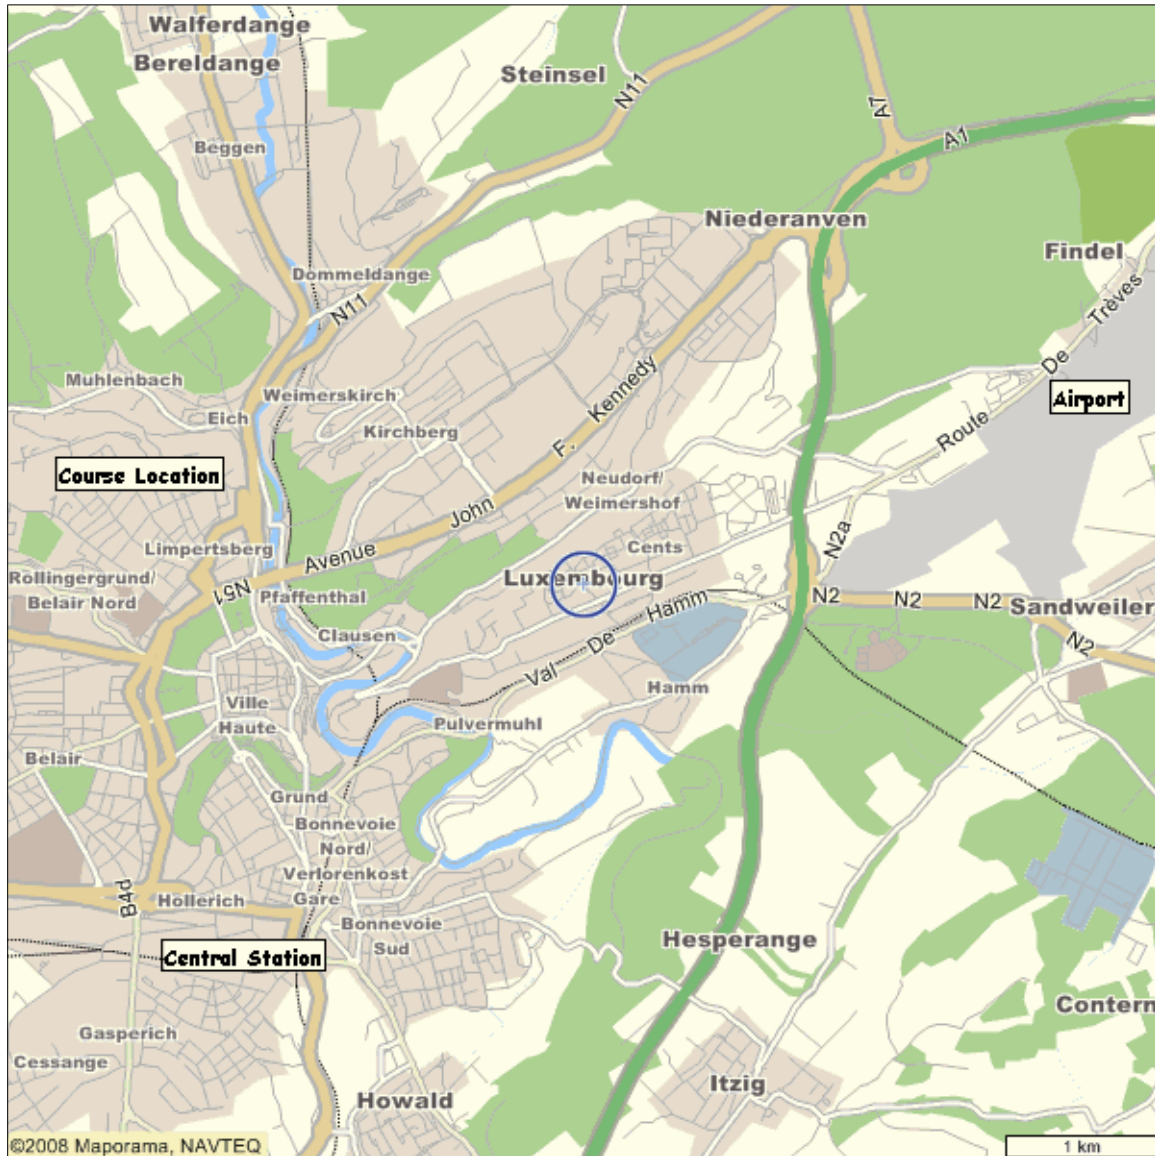 Walferdange
Bereldange
Steinsel
N11
A7
A1
Beggen
Niederanven
Findel
Dommeldange
N11
Trèves
De
Route
Airport
Muhlenbach
Weimerskirch
Eich
Kirchberg
Kennedy
F.
John
Avenue
N51
Course Location
Neudorf/
Weimershof
Limpertsberg
Cents
N2a
Rollingergrund/
Belair Nord
Pfaffenthal
Luxembourg
N2
N2
N2
Sandweiler
N2
Clausen
Val De Hamm
Hamm
Ville
Haute
Pulvermuhl
Belair
Grund
Bonnevoie
Nord/
Verlorenkost
B4d
Höllerich
Gare
Bonnevoie
Sud
Central Station
Hesperange
Contern
Gasperich
Cessange
Howald
Itzig
©2008 Maporama, NAVTEQ
1 km